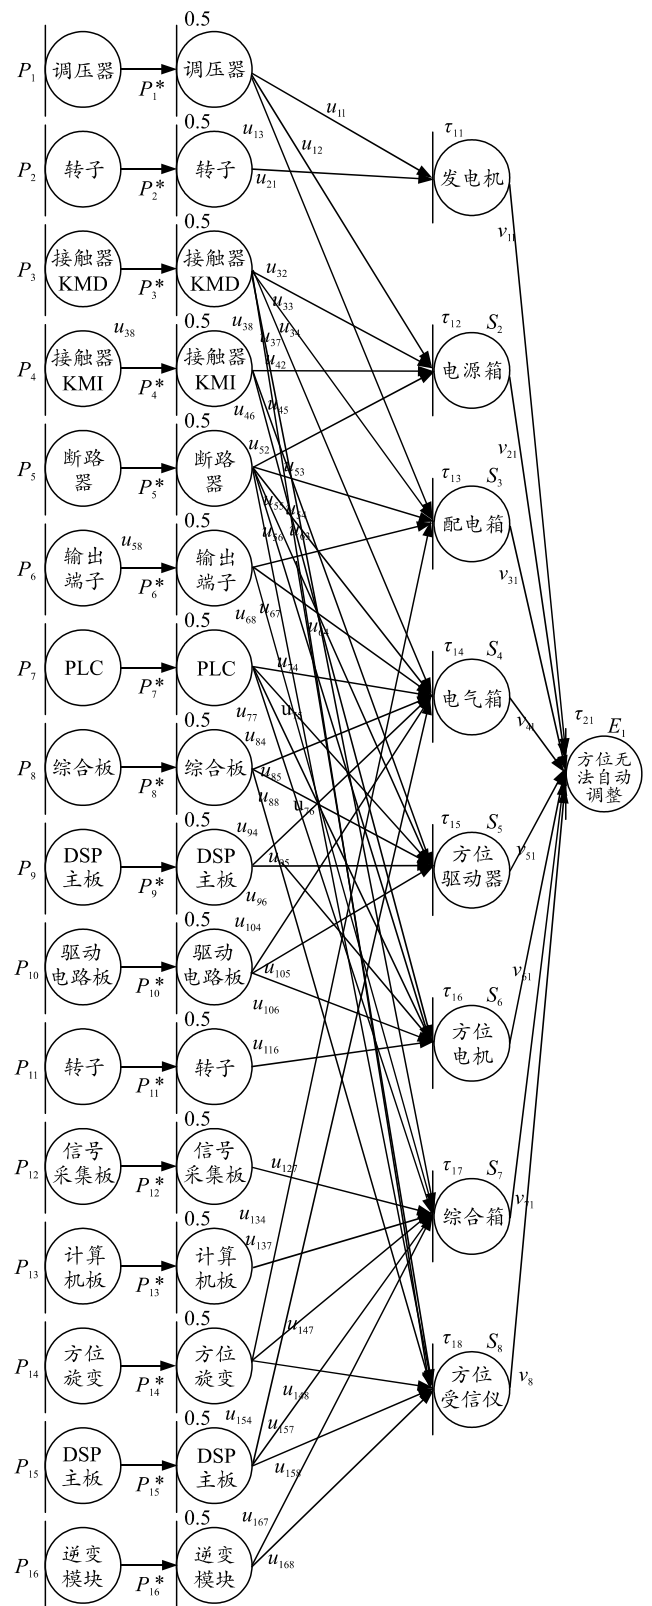 0.5
P₁ 调压器 P₁* 调压器
u₁₁
u₁₃ u₁₂
τ₁₁
发电机
0.5
P₂ 转子 P₂* 转子
u₂₁
v₁₁
0.5
P₃ 接触器 KMD P₃* 接触器 KMD
u₃₂
u₃₃
u₃₄
u₃₈ u₃₇
τ₁₂ S₂
电源箱
0.5
P₄ u₃₈ 接触器 KMI P₄* 接触器 KMI
u₄₂
u₄₆ u₄₅
v₂₁
0.5
P₅ 断路器 P₅* 断路器
u₅₂
u₅₃
u₅₅
u₅₆
τ₁₃ S₃
配电箱
v₃₁
0.5
P₆ u₅₈ 输出端子 P₆* 输出端子
u₆₈ u₆₇
τ₁₄ S₄
电气箱
v₄₁
0.5
P₇ PLC P₇* PLC
u₇₄
u₇₇
u₇₆
τ₂₁ E₁
方位无
法自动
调整
0.5
P₈ 综合板 P₈* 综合板
u₈₄
u₈₅
u₈₈
τ₁₅ S₅
方位
驱动器
v₅₁
0.5
P₉ DSP 主板 P₉* DSP 主板
u₉₄
u₉₅
u₉₆
0.5
P₁₀ 驱动电路板 P₁₀* 驱动电路板
u₁₀₄
u₁₀₅
u₁₀₆
τ₁₆ S₆
方位
电机
v₆₁
0.5
P₁₁ 转子 P₁₁* 转子
u₁₁₆
0.5
P₁₂ 信号采集板 P₁₂* 信号采集板
u₁₂₇
τ₁₇ S₇
综合箱
v₇₁
0.5
P₁₃ 计算机板 P₁₃* 计算机板
u₁₃₄
u₁₃₇
0.5
P₁₄ 方位旋变 P₁₄* 方位旋变
u₁₄₇
u₁₄₈
τ₁₈ S₈
方位
受信仪
v₈
0.5
P₁₅ DSP 主板 P₁₅* DSP 主板
u₁₅₄
u₁₅₇
u₁₅₈
0.5
P₁₆ 逆变模块 P₁₆* 逆变模块
u₁₆₇
u₁₆₈